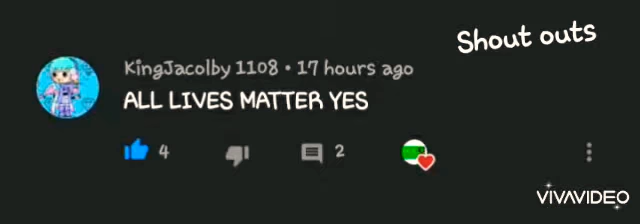 Shout outs
KingJacolby 1108 • 17 hours ago
ALL LIVES MATTER YES
4
2
VIVAVIDEO